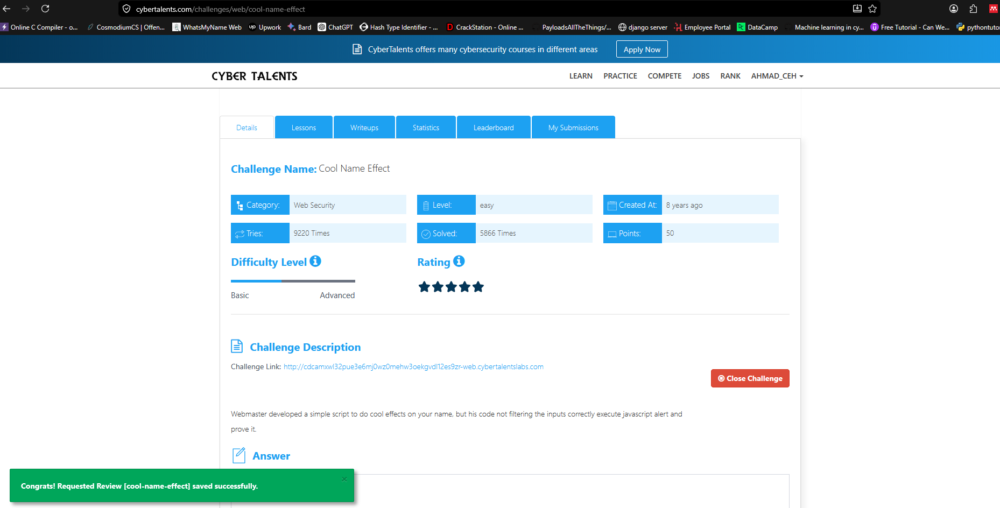 cybertalents.com/challenges/web/cool-name-effect
Online C Compiler - o...
CosmodiumCS | Offen...
WhatsMyName Web
Upwork
Bard
ChatGPT
Hash Type Identifier - ...
CrackStation - Online ...
PayloadsAllTheThings/...
django server
Employee Portal
DataCamp
Machine learning in cy...
Free Tutorial - Can We...
pythontutor
CyberTalents offers many cybersecurity courses in different areas
Apply Now
CYBER TALENTS
LEARN
PRACTICE
COMPETE
JOBS
RANK
AHMAD_CEH
Details
Lessons
Writeups
Statistics
Leaderboard
My Submissions
Challenge Name: Cool Name Effect
Category: Web Security
Level: easy
Created At: 8 years ago
Tries: 9220 Times
Solved: 5866 Times
Points: 50
Difficulty Level
Rating
Basic
Advanced
Challenge Description
Challenge Link: http://cdcamxwl32pue3e6mj0wz0mehw3oekgvdl12es9zr-web.cybertalentslabs.com
Close Challenge
Webmaster developed a simple script to do cool effects on your name, but his code not filtering the inputs correctly execute javascript alert and
prove it.
Answer
Congrats! Requested Review [cool-name-effect] saved successfully.
×